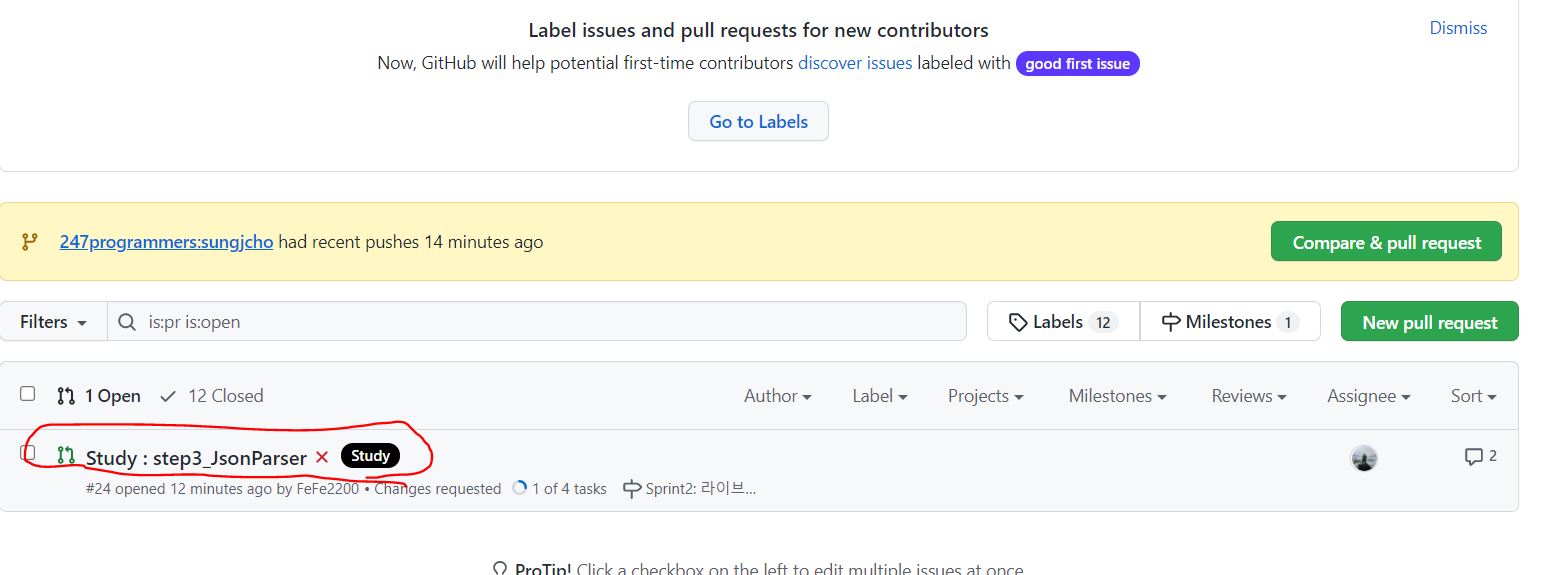 Label issues and pull requests for new contributors
Dismiss
Now, GitHub will help potential first-time contributors discover issues labeled with good first issue
Go to Labels
247programmers:sungjcho had recent pushes 14 minutes ago
Compare & pull request
Filters
is:pr is:open
Labels 12
Milestones 1
New pull request
1 Open
12 Closed
Author
Label
Projects
Milestones
Reviews
Assignee
Sort
Study : step3_JsonParser
Study
2
#24 opened 12 minutes ago by FeFe2200 • Changes requested 1 of 4 tasks Sprint2: 라이브...
ProTip! Click a checkbox on the left to edit multiple issues at once